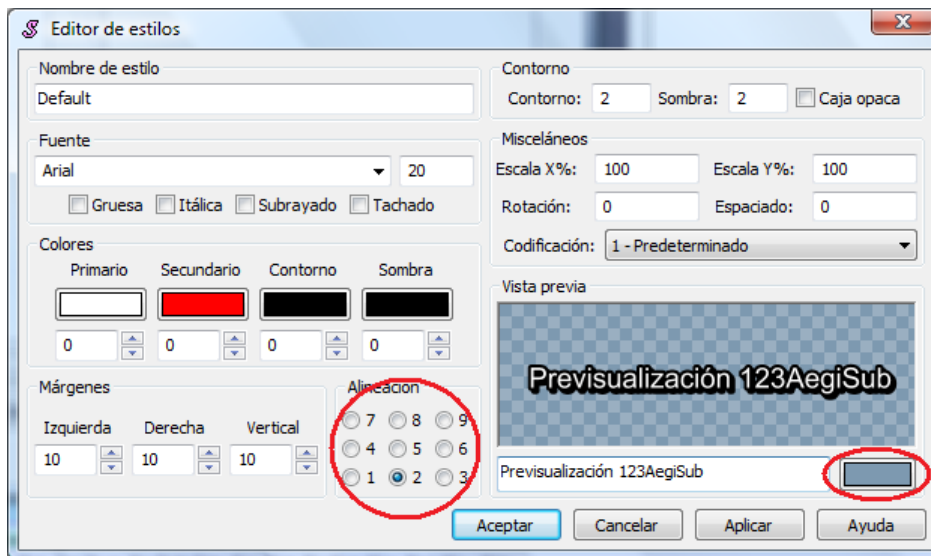 Editor de estilos
Nombre de estilo
Default
Fuente
Arial 20
Gruesa Itálica Subrayado Tachado
Colores
Primario Secundario Contorno Sombra
0 0 0 0
Márgenes
Izquierda Derecha Vertical
10 10 10
Alineación
7 8 9
4 5 6
1 2 3
Contorno
Contorno: 2 Sombra: 2 Caja opaca
Misceláneos
Escala X%: 100 Escala Y%: 100
Rotación: 0 Espaciado: 0
Codificación: 1 - Predeterminado
Vista previa
Previsualización 123AegiSub
Previsualización 123AegiSub
Aceptar Cancelar Aplicar Ayuda